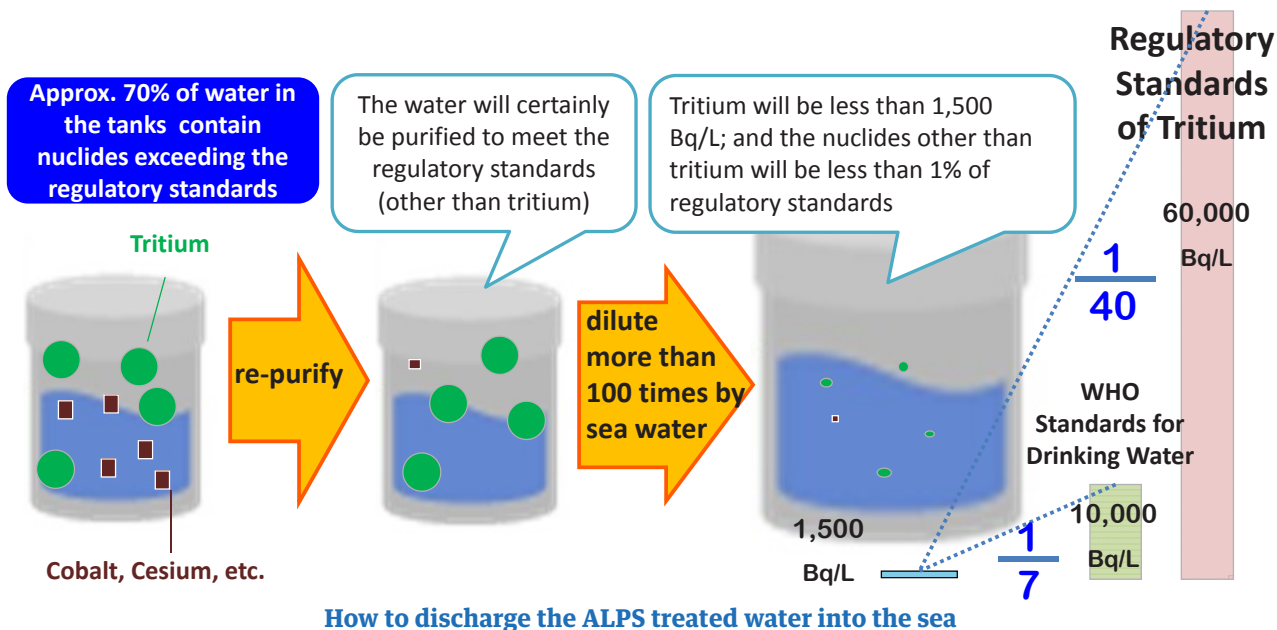 Approx. 70% of water in
the tanks contain
nuclides exceeding the
regulatory standards
The water will certainly
be purified to meet the
regulatory standards
(other than tritium)
Tritium will be less than 1,500
Bq/L; and the nuclides other than
tritium will be less than 1% of
regulatory standards
Regulatory
Standards
of Tritium
60,000
Bq/L
1
40
Tritium
re-purify
dilute
more than
100 times by
sea water
WHO
Standards for
Drinking Water
10,000
Bq/L
1,500
Bq/L
1
7
Cobalt, Cesium, etc.
How to discharge the ALPS treated water into the sea